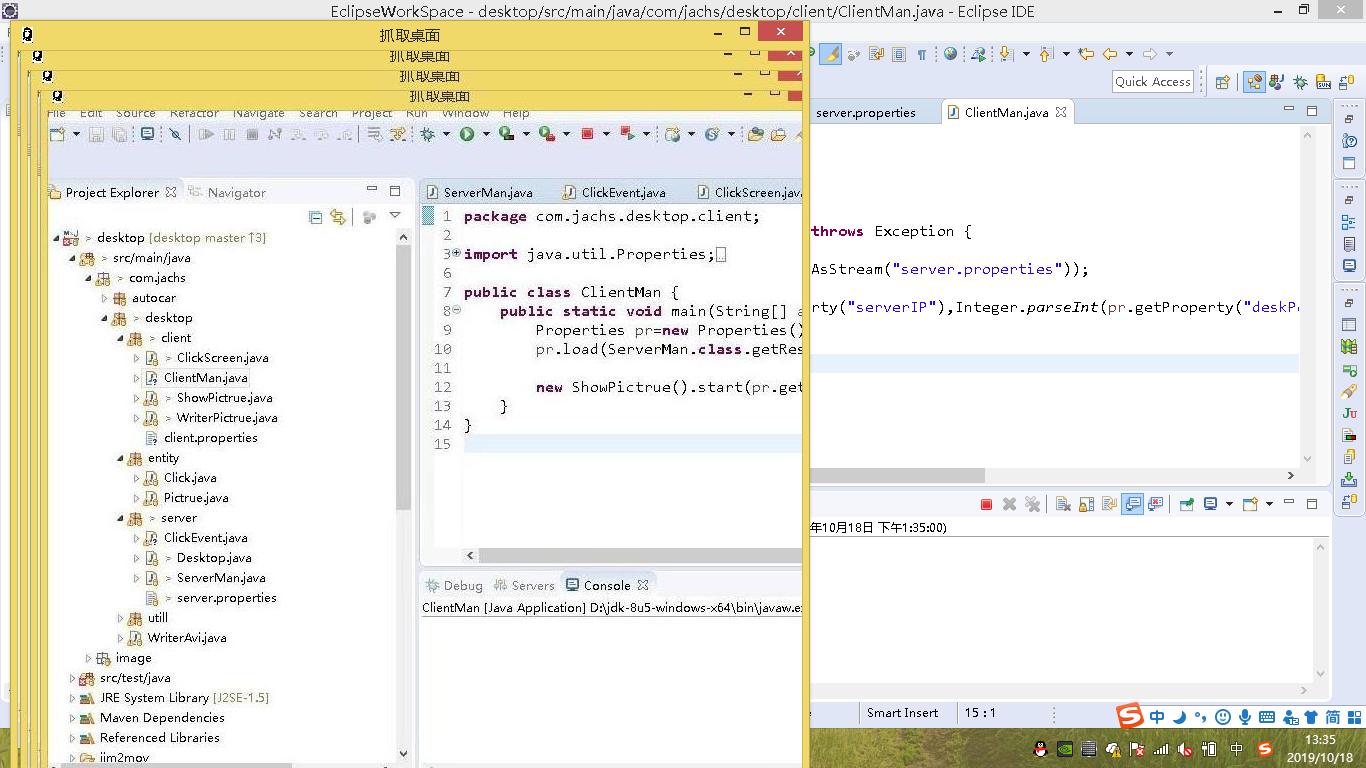 EclipseWorkSpace - desktop/src/main/java/com/jachs/desktop/client/ClientMan.java - Eclipse IDE
抓取桌面
抓取桌面
抓取桌面
抓取桌面
File Edit Source Refactor Navigate Search Project Run Window Help
Quick Access
Project Explorer Navigator
ServerMan.java ClickEvent.java ClickScreen.java
server.properties ClientMan.java
desktop [desktop master ↑3]
> src/main/java
> com.jachs
autocar
> desktop
> client
> ClickScreen.java
ClientMan.java
> ShowPictrue.java
> WriterPictrue.java
client.properties
entity
Click.java
Pictrue.java
> server
ClickEvent.java
> Desktop.java
> ServerMan.java
> server.properties
utill
WriterAvi.java
image
src/test/java
JRE System Library [J2SE-1.5]
Maven Dependencies
Referenced Libraries
iim2mov
1 package com.jachs.desktop.client;
2
3 import java.util.Properties;
6
7 public class ClientMan {
8 public static void main(String[] a
9 Properties pr=new Properties()
10 pr.load(ServerMan.class.getRes
11
12 new ShowPictrue().start(pr.get
13 }
14 }
15
throws Exception {
AsStream("server.properties"));
rty("serverIP"),Integer.parseInt(pr.getProperty("deskP
Debug Servers Console
ClientMan [Java Application] D:\jdk-8u5-windows-x64\bin\javaw.e
年10月18日 下午1:35:00)
Smart Insert 15 : 1
S 中 简
中 S
13:35
2019/10/18